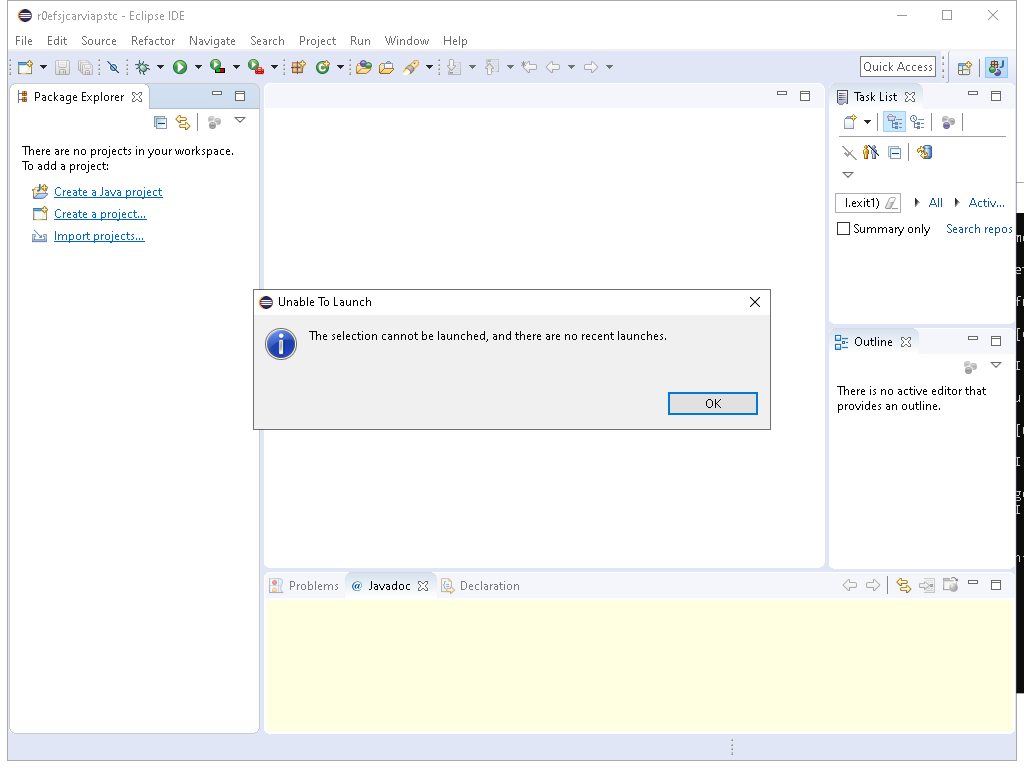 r0efsjcarviapstc - Eclipse IDE
File Edit Source Refactor Navigate Search Project Run Window Help
Quick Access
Package Explorer
Task List
There are no projects in your workspace.
To add a project:
Create a Java project
Create a project...
Import projects...
l.exit1) All Activ...
Summary only Search repos
Unable To Launch
The selection cannot be launched, and there are no recent launches.
OK
Outline
There is no active editor that
provides an outline.
Problems @ Javadoc Declaration